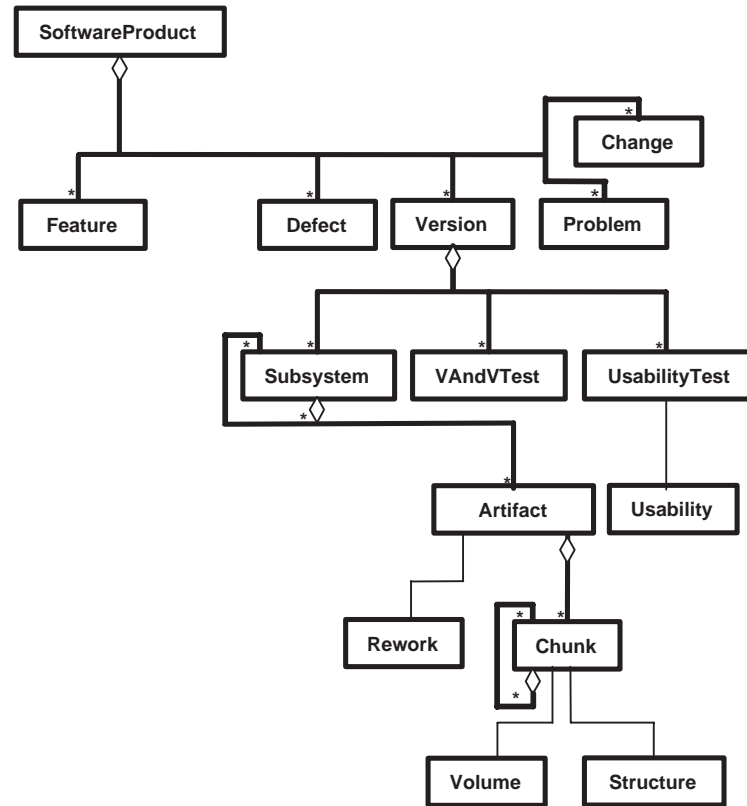 SoftwareProduct
*
Change
* * * *
Feature Defect Version Problem
* * * *
Subsystem VAndVTest UsabilityTest
*
*
Artifact Usability
* *
Rework Chunk
*
Volume Structure